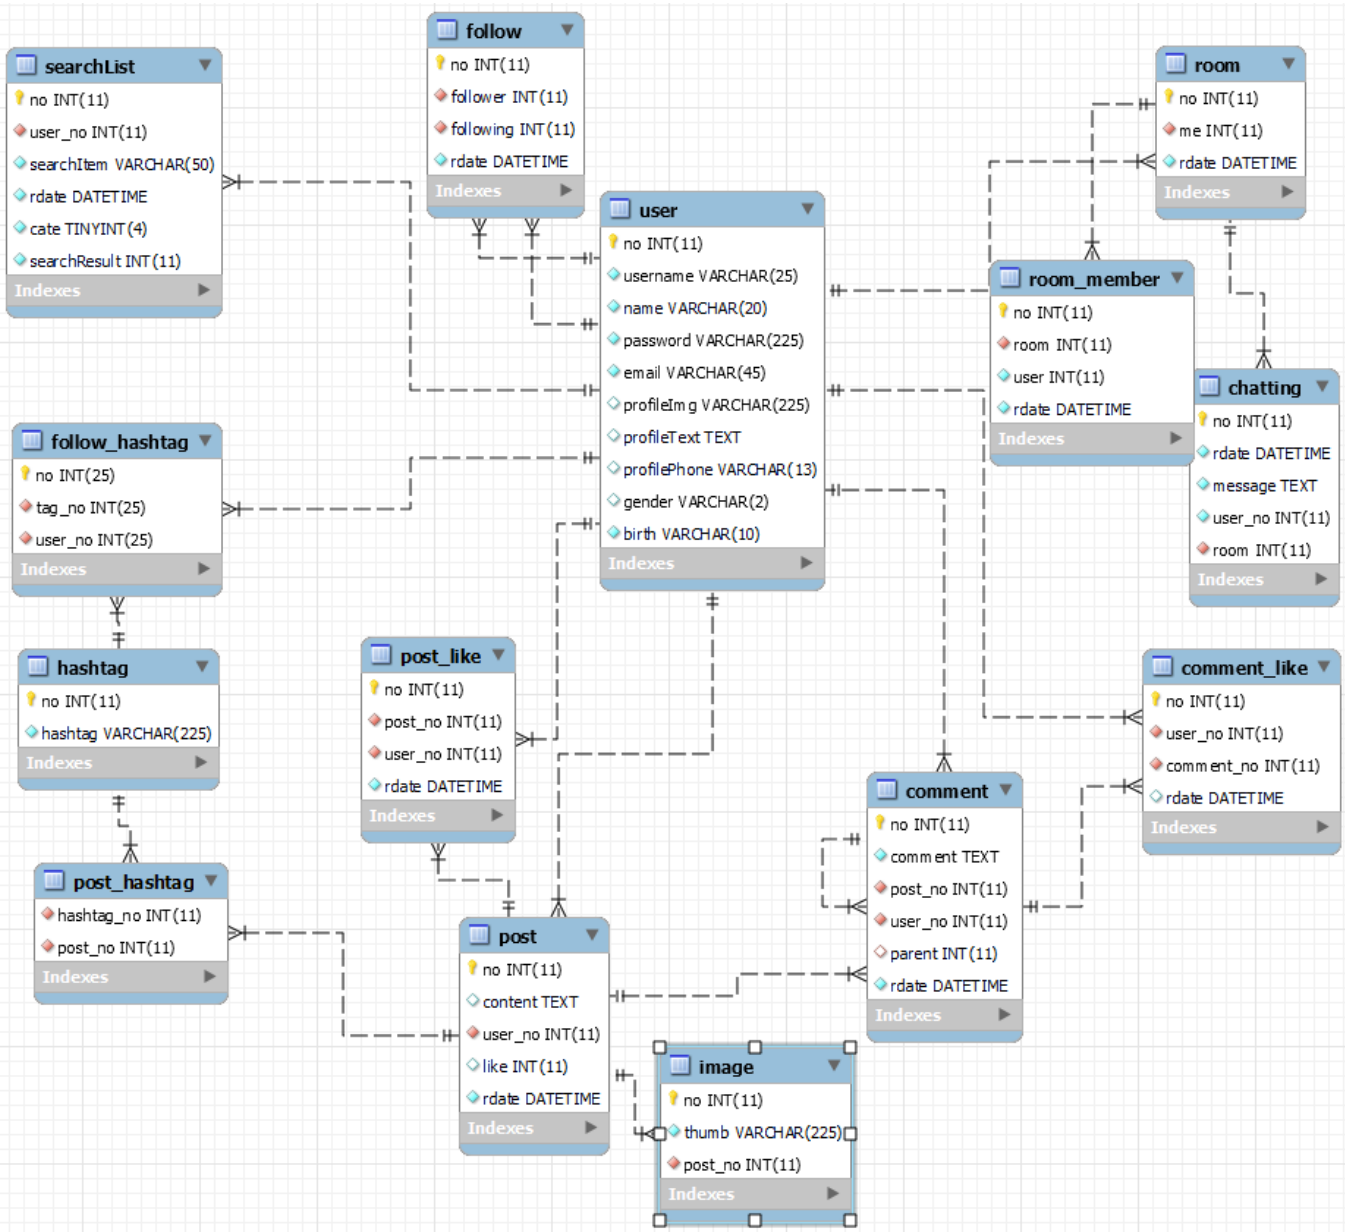 follow
no INT(11)
follower INT(11)
following INT(11)
rdate DATETIME
Indexes
searchList
no INT(11)
user_no INT(11)
searchItem VARCHAR(50)
rdate DATETIME
cate TINYINT(4)
searchResult INT(11)
Indexes
room
no INT(11)
me INT(11)
rdate DATETIME
Indexes
user
no INT(11)
username VARCHAR(25)
name VARCHAR(20)
password VARCHAR(225)
email VARCHAR(45)
profileImg VARCHAR(225)
profileText TEXT
profilePhone VARCHAR(13)
gender VARCHAR(2)
birth VARCHAR(10)
Indexes
room_member
no INT(11)
room INT(11)
user INT(11)
rdate DATETIME
Indexes
chatting
no INT(11)
rdate DATETIME
message TEXT
user_no INT(11)
room INT(11)
Indexes
follow_hashtag
no INT(25)
tag_no INT(25)
user_no INT(25)
Indexes
hashtag
no INT(11)
hashtag VARCHAR(225)
Indexes
post_like
no INT(11)
post_no INT(11)
user_no INT(11)
rdate DATETIME
Indexes
comment_like
no INT(11)
user_no INT(11)
comment_no INT(11)
rdate DATETIME
Indexes
comment
no INT(11)
comment TEXT
post_no INT(11)
user_no INT(11)
parent INT(11)
rdate DATETIME
Indexes
post_hashtag
hashtag_no INT(11)
post_no INT(11)
Indexes
post
no INT(11)
content TEXT
user_no INT(11)
like INT(11)
rdate DATETIME
Indexes
image
no INT(11)
thumb VARCHAR(225)
post_no INT(11)
Indexes